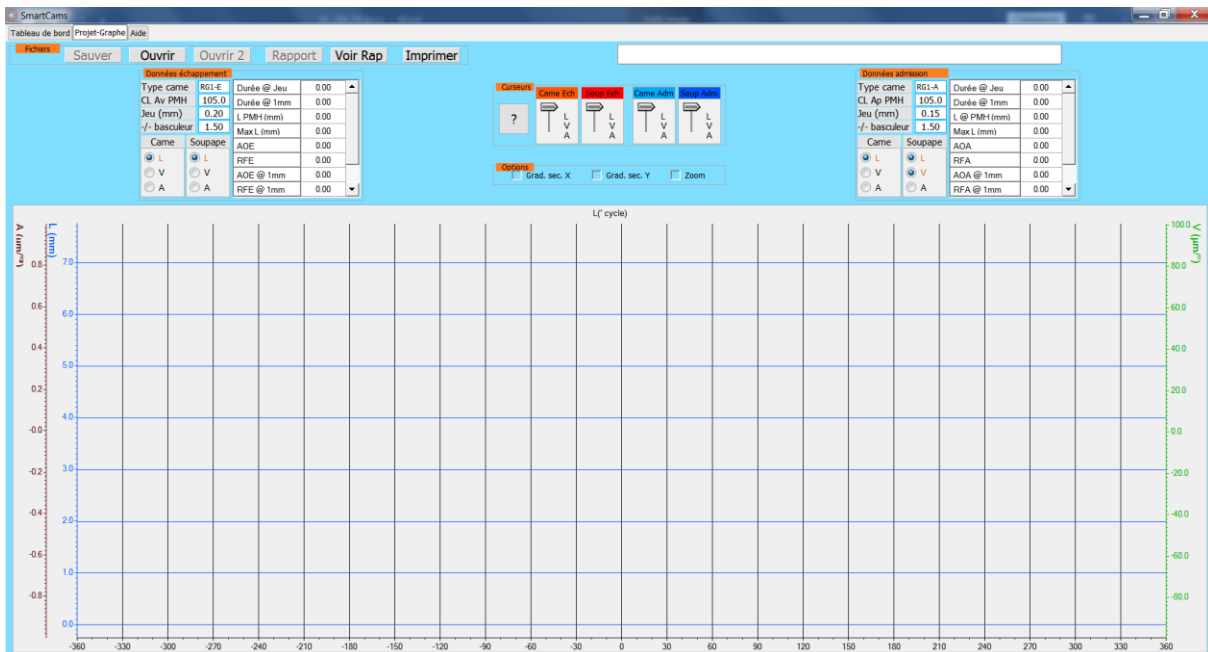 SmartCams
Tableau de bord Projet-Graphe Aide
Fichiers
Sauver Ouvrir Ouvrir 2 Rapport Voir Rap Imprimer
Données échappement
Type came RG1-E Durée @ Jeu 0.00
CL Av PMH 105.0 Durée @ 1mm 0.00
Jeu (mm) 0.20 L PMH (mm) 0.00
-/- basculeur 1.50 Max L (mm) 0.00
Came Soupape AOE 0.00
L L RFE 0.00
V V AOE @ 1mm 0.00
A A RFE @ 1mm 0.00
Curseurs
Came Ech Soup Ech Came Adm Soup Adm
?
L L L L
V V V V
A A A A
Options
Grad. sec. X Grad. sec. Y Zoom
Données admission
Type came RG1-A Durée @ Jeu 0.00
CL Ap PMH 105.0 Durée @ 1mm 0.00
Jeu (mm) 0.15 L @ PMH (mm) 0.00
-/- basculeur 1.50 Max L (mm) 0.00
Came Soupape AOA 0.00
L L RFA 0.00
V V AOA @ 1mm 0.00
A A RFA @ 1mm 0.00
L(° cycle)
A (um/°²)
0.8
0.6
0.4
0.2
-0.0
-0.2
-0.4
-0.6
-0.8
L (mm)
7.0
6.0
5.0
4.0
3.0
2.0
1.0
0.0
V (µm/°)
100.0
80.0
60.0
40.0
20.0
0.0
-20.0
-40.0
-60.0
-80.0
-360 -330 -300 -270 -240 -210 -180 -150 -120 -90 -60 -30 0 30 60 90 120 150 180 210 240 270 300 330 360